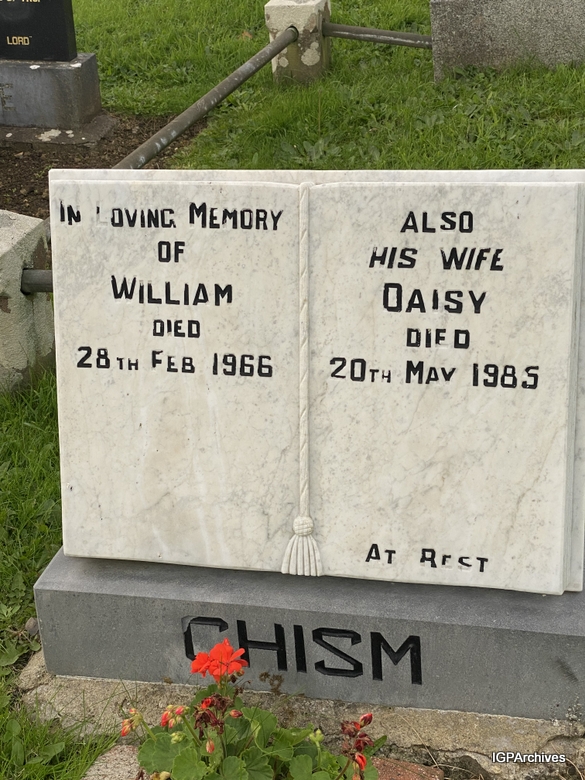 LORD
IN LOVING MEMORY
OF
WILLIAM
DIED
28TH FEB 1966
ALSO
HIS WIFE
DAISY
DIED
20TH MAY 1985
AT REST
CHISM
IGPArchives